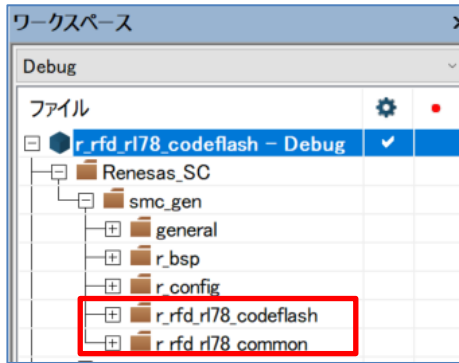 ワークスペース
Debug
ファイル
r_rfd_rl78_codeflash - Debug
Renesas_SC
smc_gen
general
r_bsp
r_config
r_rfd_rl78_codeflash
r_rfd_rl78_common